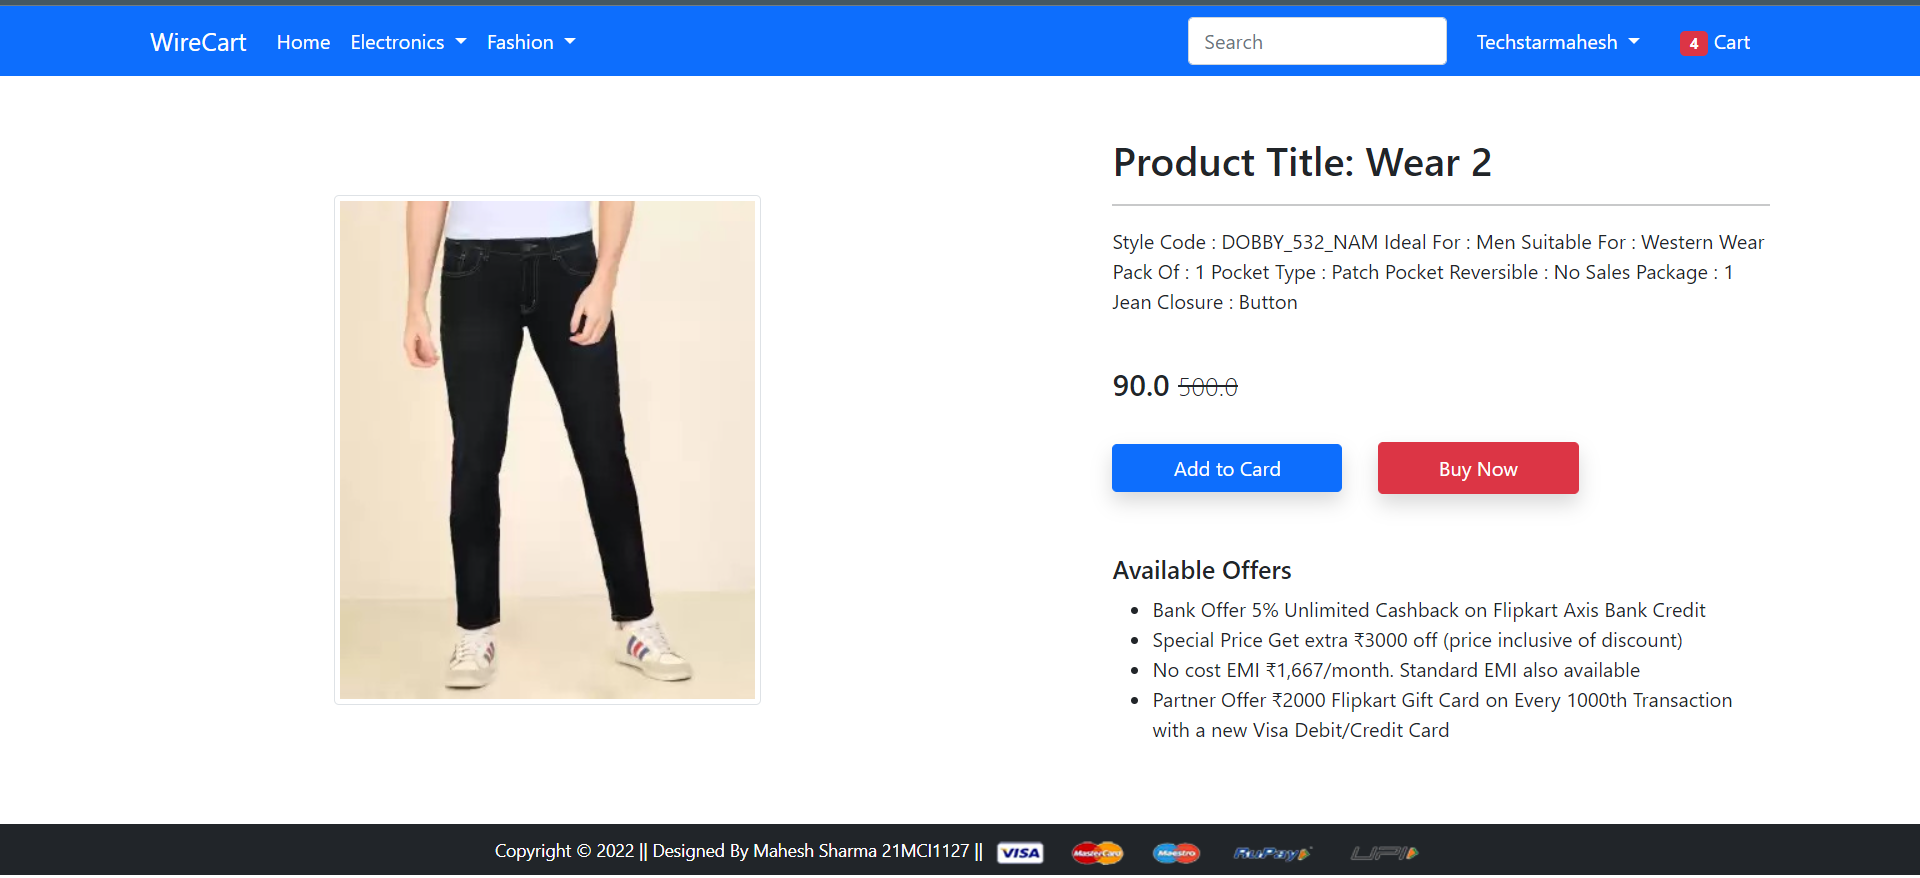 WireCart Home Electronics Fashion Search Techstarmahesh 4 Cart
Product Title: Wear 2
Style Code : DOBBY_532_NAM Ideal For : Men Suitable For : Western Wear
Pack Of : 1 Pocket Type : Patch Pocket Reversible : No Sales Package : 1
Jean Closure : Button
90.0 500.0
Add to Card Buy Now
Available Offers
Bank Offer 5% Unlimited Cashback on Flipkart Axis Bank Credit
Special Price Get extra ₹3000 off (price inclusive of discount)
No cost EMI ₹1,667/month. Standard EMI also available
Partner Offer ₹2000 Flipkart Gift Card on Every 1000th Transaction
with a new Visa Debit/Credit Card
Copyright © 2022 || Designed By Mahesh Sharma 21MCI1127 || VISA MasterCard Maestro RuPay UPI